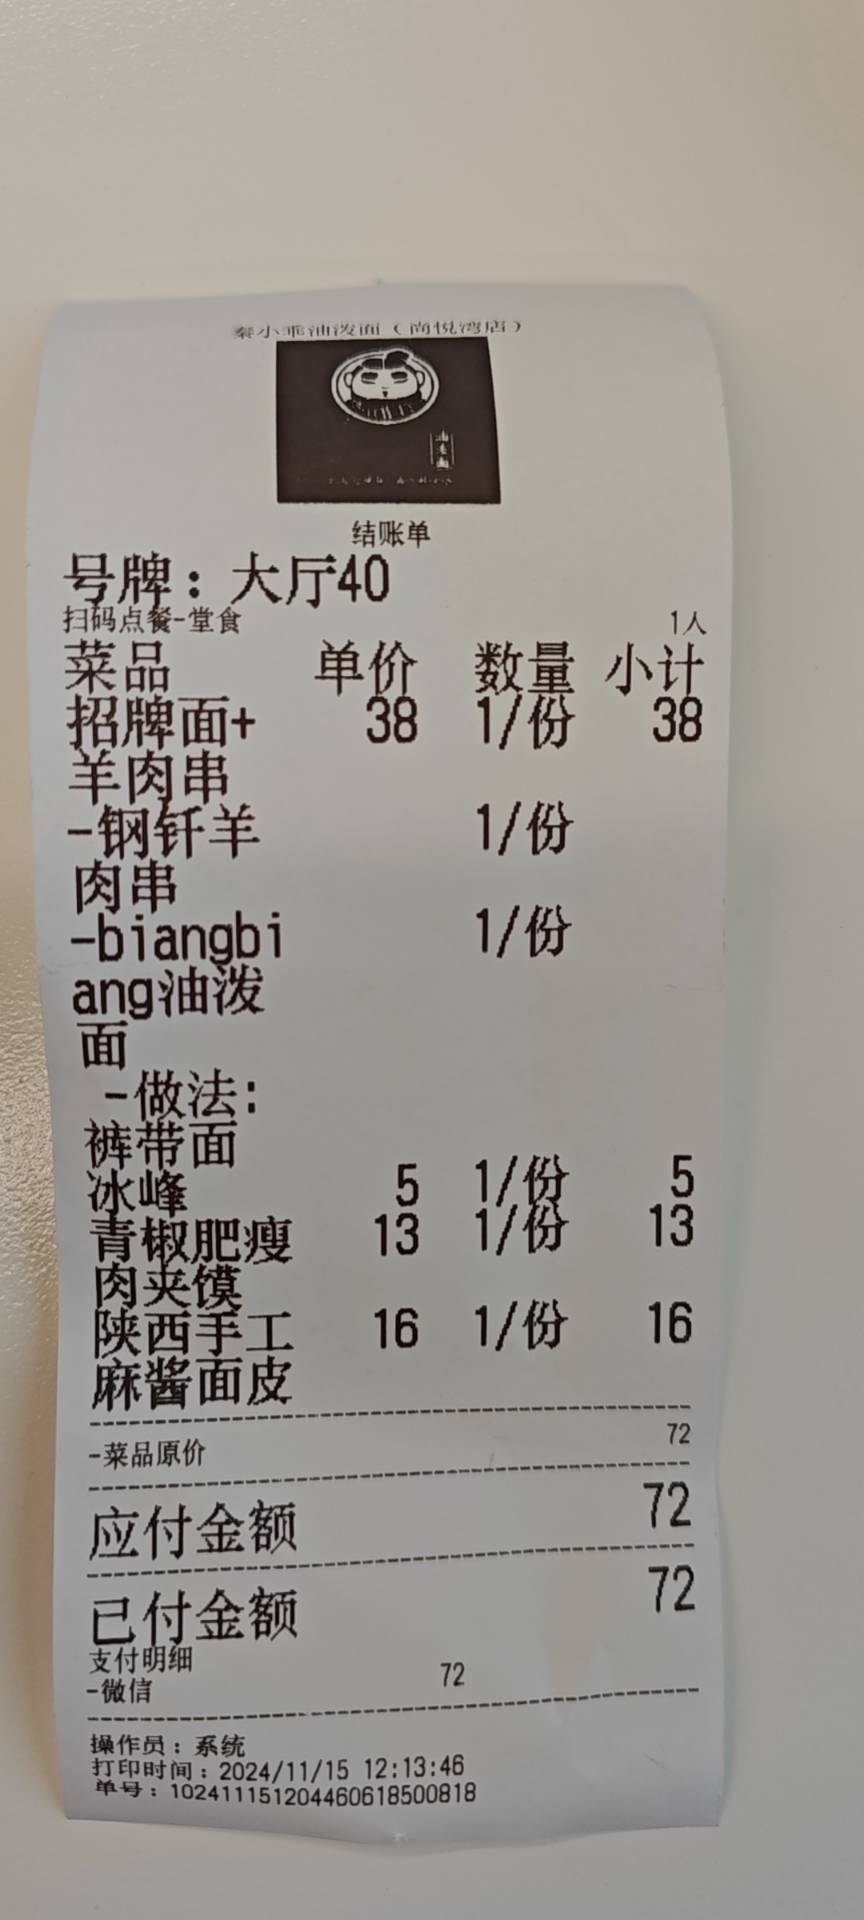 秦小乖油泼面（尚悦湾店）
油泼面
结账单
号牌：大厅40
扫码点餐-堂食 1人
菜品 单价 数量 小计
招牌面+ 38 1/份 38
羊肉串
-钢钎羊 1/份
肉串
-biangbi 1/份
ang油泼
面
-做法:
裤带面
冰峰 5 1/份 5
青椒肥瘦 13 1/份 13
肉夹馍
陕西手工 16 1/份 16
麻酱面皮
-菜品原价 72
应付金额 72
已付金额 72
支付明细
-微信 72
操作员：系统
打印时间：2024/11/15 12:13:46
单号：102411151204460618500818